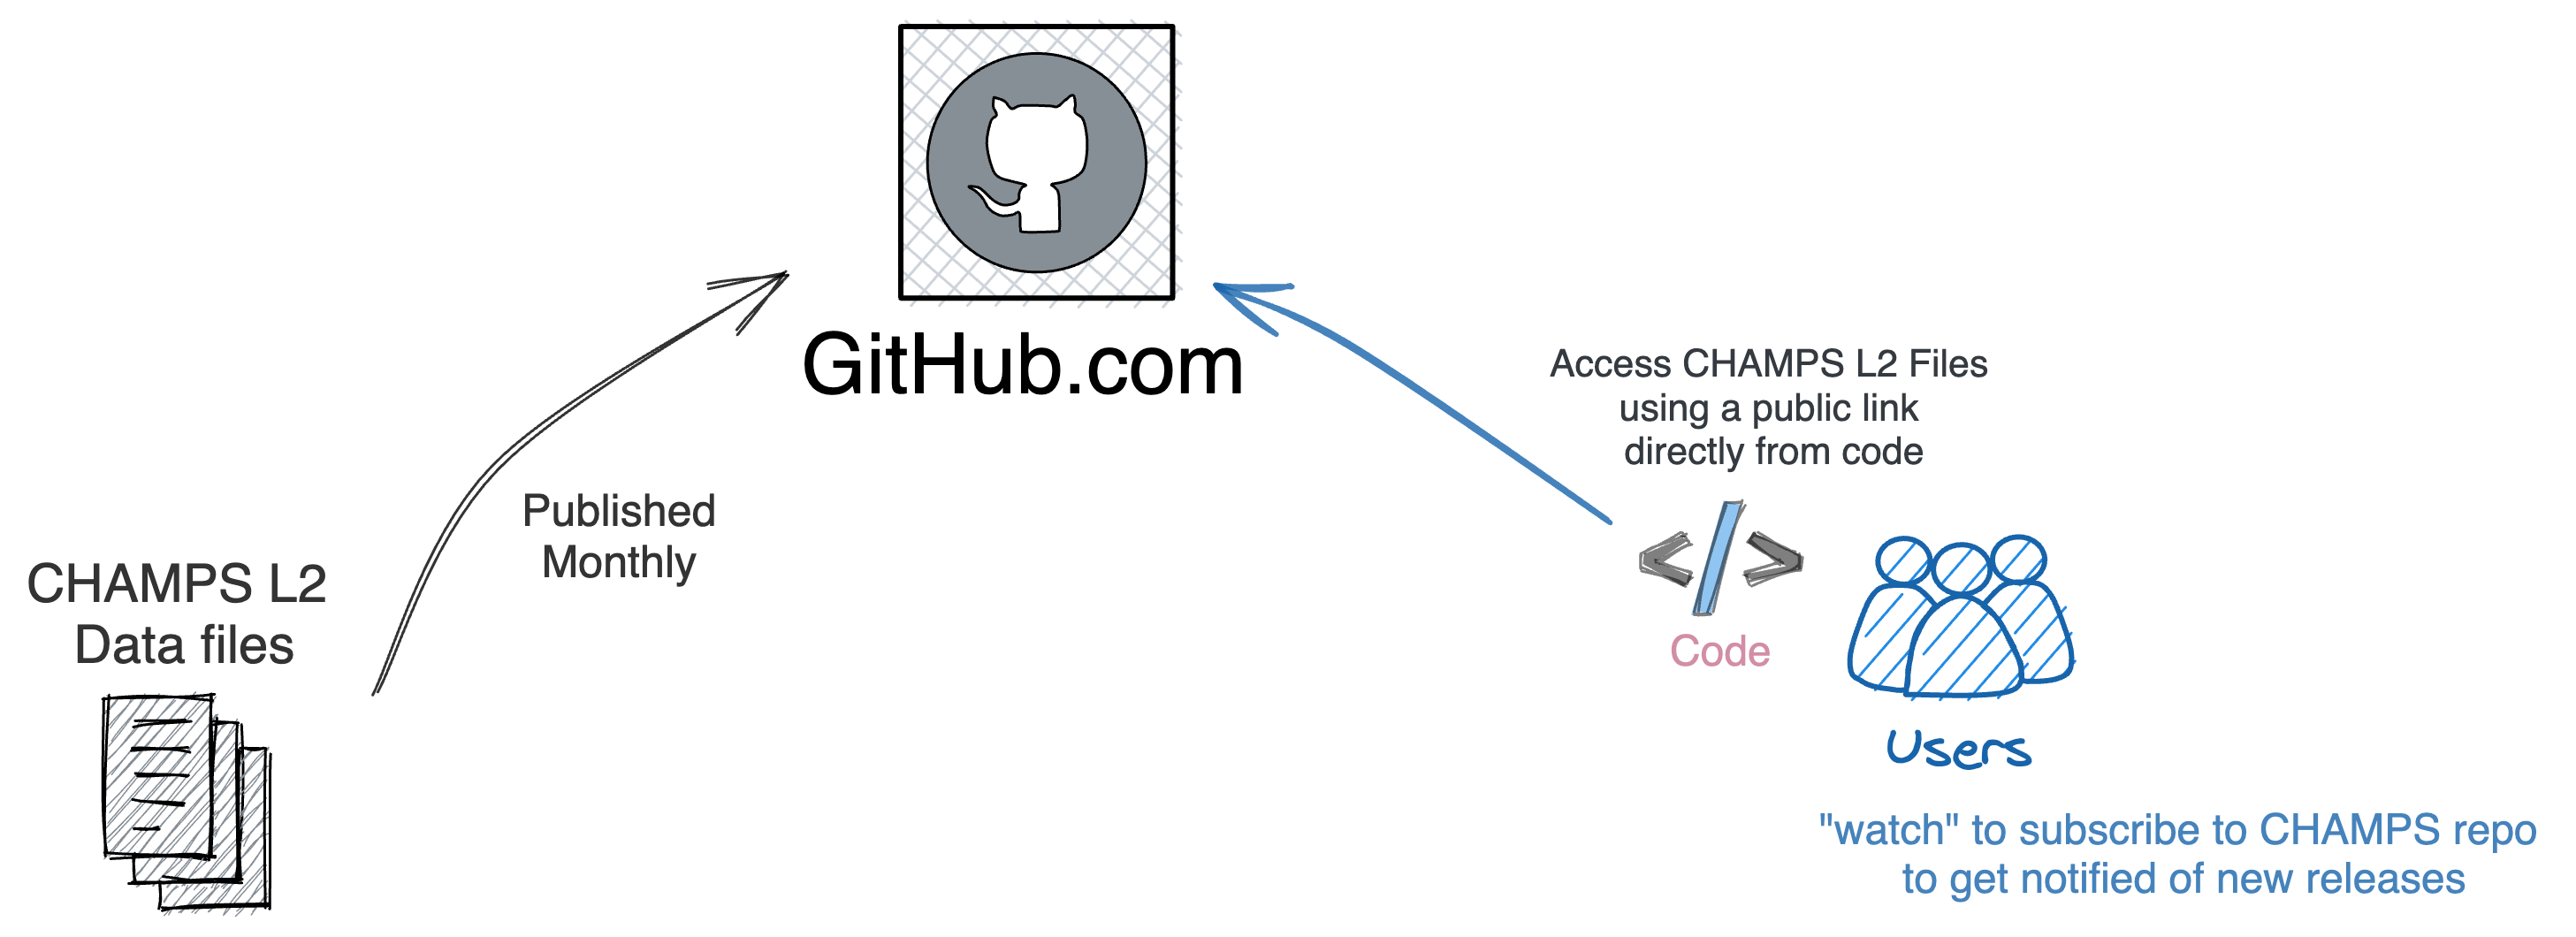 GitHub.com
Access CHAMPS L2 Files
using a public link
directly from code
Published
Monthly
CHAMPS L2
Data files
</>
Code
Users
"watch" to subscribe to CHAMPS repo
to get notified of new releases